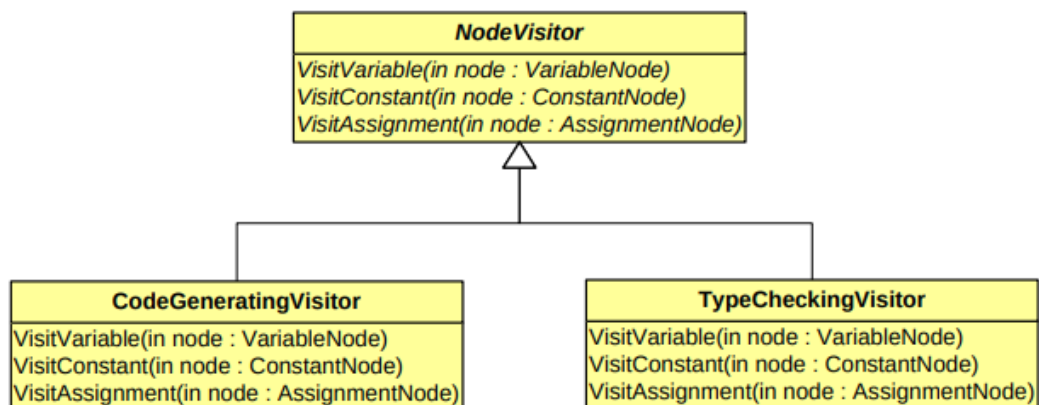 NodeVisitor
VisitVariable(in node : VariableNode)
VisitConstant(in node : ConstantNode)
VisitAssignment(in node : AssignmentNode)
CodeGeneratingVisitor
VisitVariable(in node : VariableNode)
VisitConstant(in node : ConstantNode)
VisitAssignment(in node : AssignmentNode)
TypeCheckingVisitor
VisitVariable(in node : VariableNode)
VisitConstant(in node : ConstantNode)
VisitAssignment(in node : AssignmentNode)